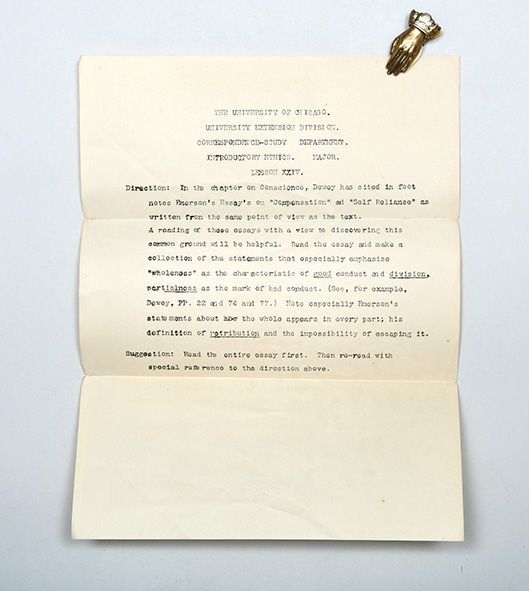 THE UNIVERSITY OF CHICAGO.
UNIVERSITY EXTENSION DIVISION.
CORRESPONDENCE-STUDY DEPARTMENT.
INTRODUCTORY ETHICS. MAJOR.
LESSON XXIV.
Direction: In the chapter on Conscience, Dewey has cited in foot
notes Emerson's Essay's on "Compensation" and "Self Reliance" as
written from the same point of view as the text.
A reading of these essays with a view to discovering this
common ground will be helpful. Read the essay and make a
collection of the statements that especially emphasize
"wholeness" as the characteristic of good conduct and division,
partialness as the mark of bad conduct. (See, for example,
Dewey, PP. 22 and 74 and 77.) Note especially Emerson's
statements about how the whole appears in every part; his
definition of retribution and the impossibility of escaping it.
Suggestion: Read the entire essay first. Then re-read with
special reference to the direction above.